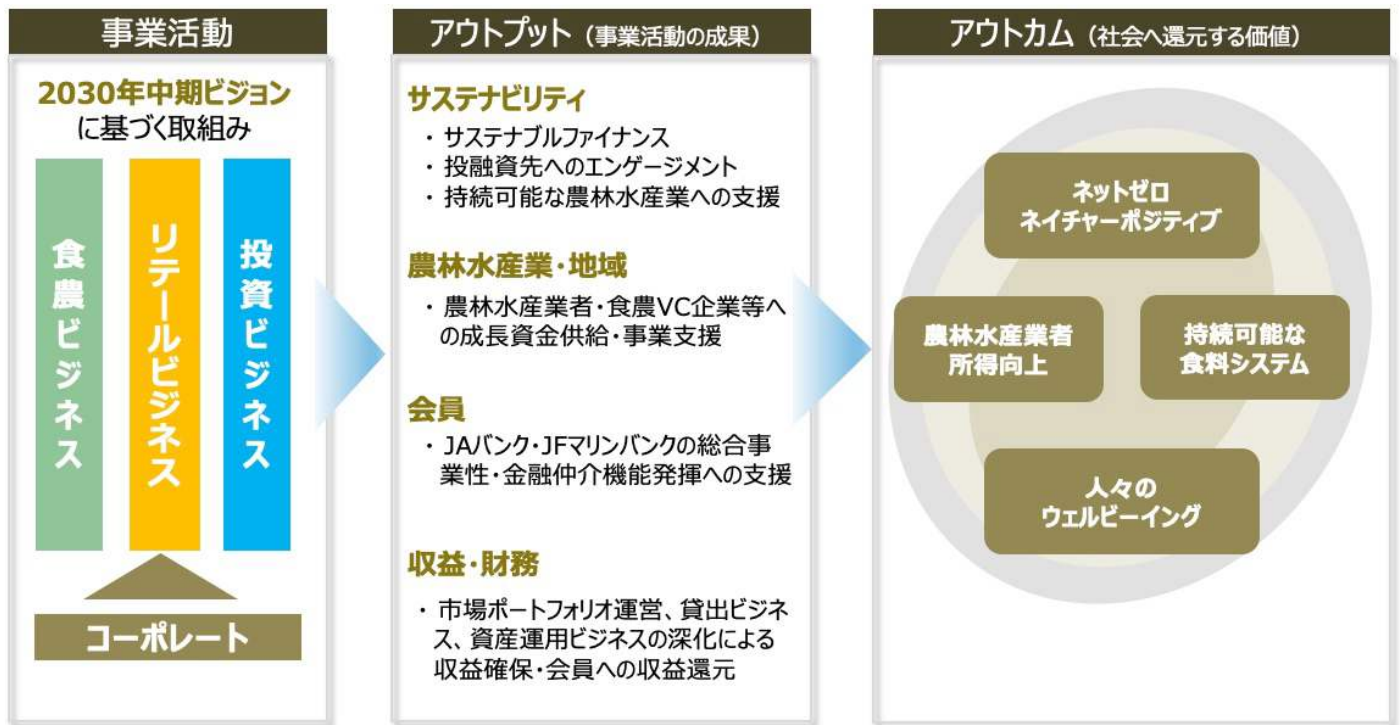 事業活動
2030年中期ビジョン
に基づく取組み
食農ビジネス
リテールビジネス
投資ビジネス
コーポレート
アウトプット（事業活動の成果）
サステナビリティ
・サステナブルファイナンス
・投融資先へのエンゲージメント
・持続可能な農林水産業への支援
農林水産業・地域
・農林水産業者・食農VC企業等へ
の成長資金供給・事業支援
会員
・JAバンク・JFマリンバンクの総合事
業性・金融仲介機能発揮への支援
収益・財務
・市場ポートフォリオ運営、貸出ビジネ
ス、資産運用ビジネスの深化による
収益確保・会員への収益還元
アウトカム（社会へ還元する価値）
ネットゼロ
ネイチャーポジティブ
農林水産業者
所得向上
持続可能な
食料システム
人々の
ウェルビーイング